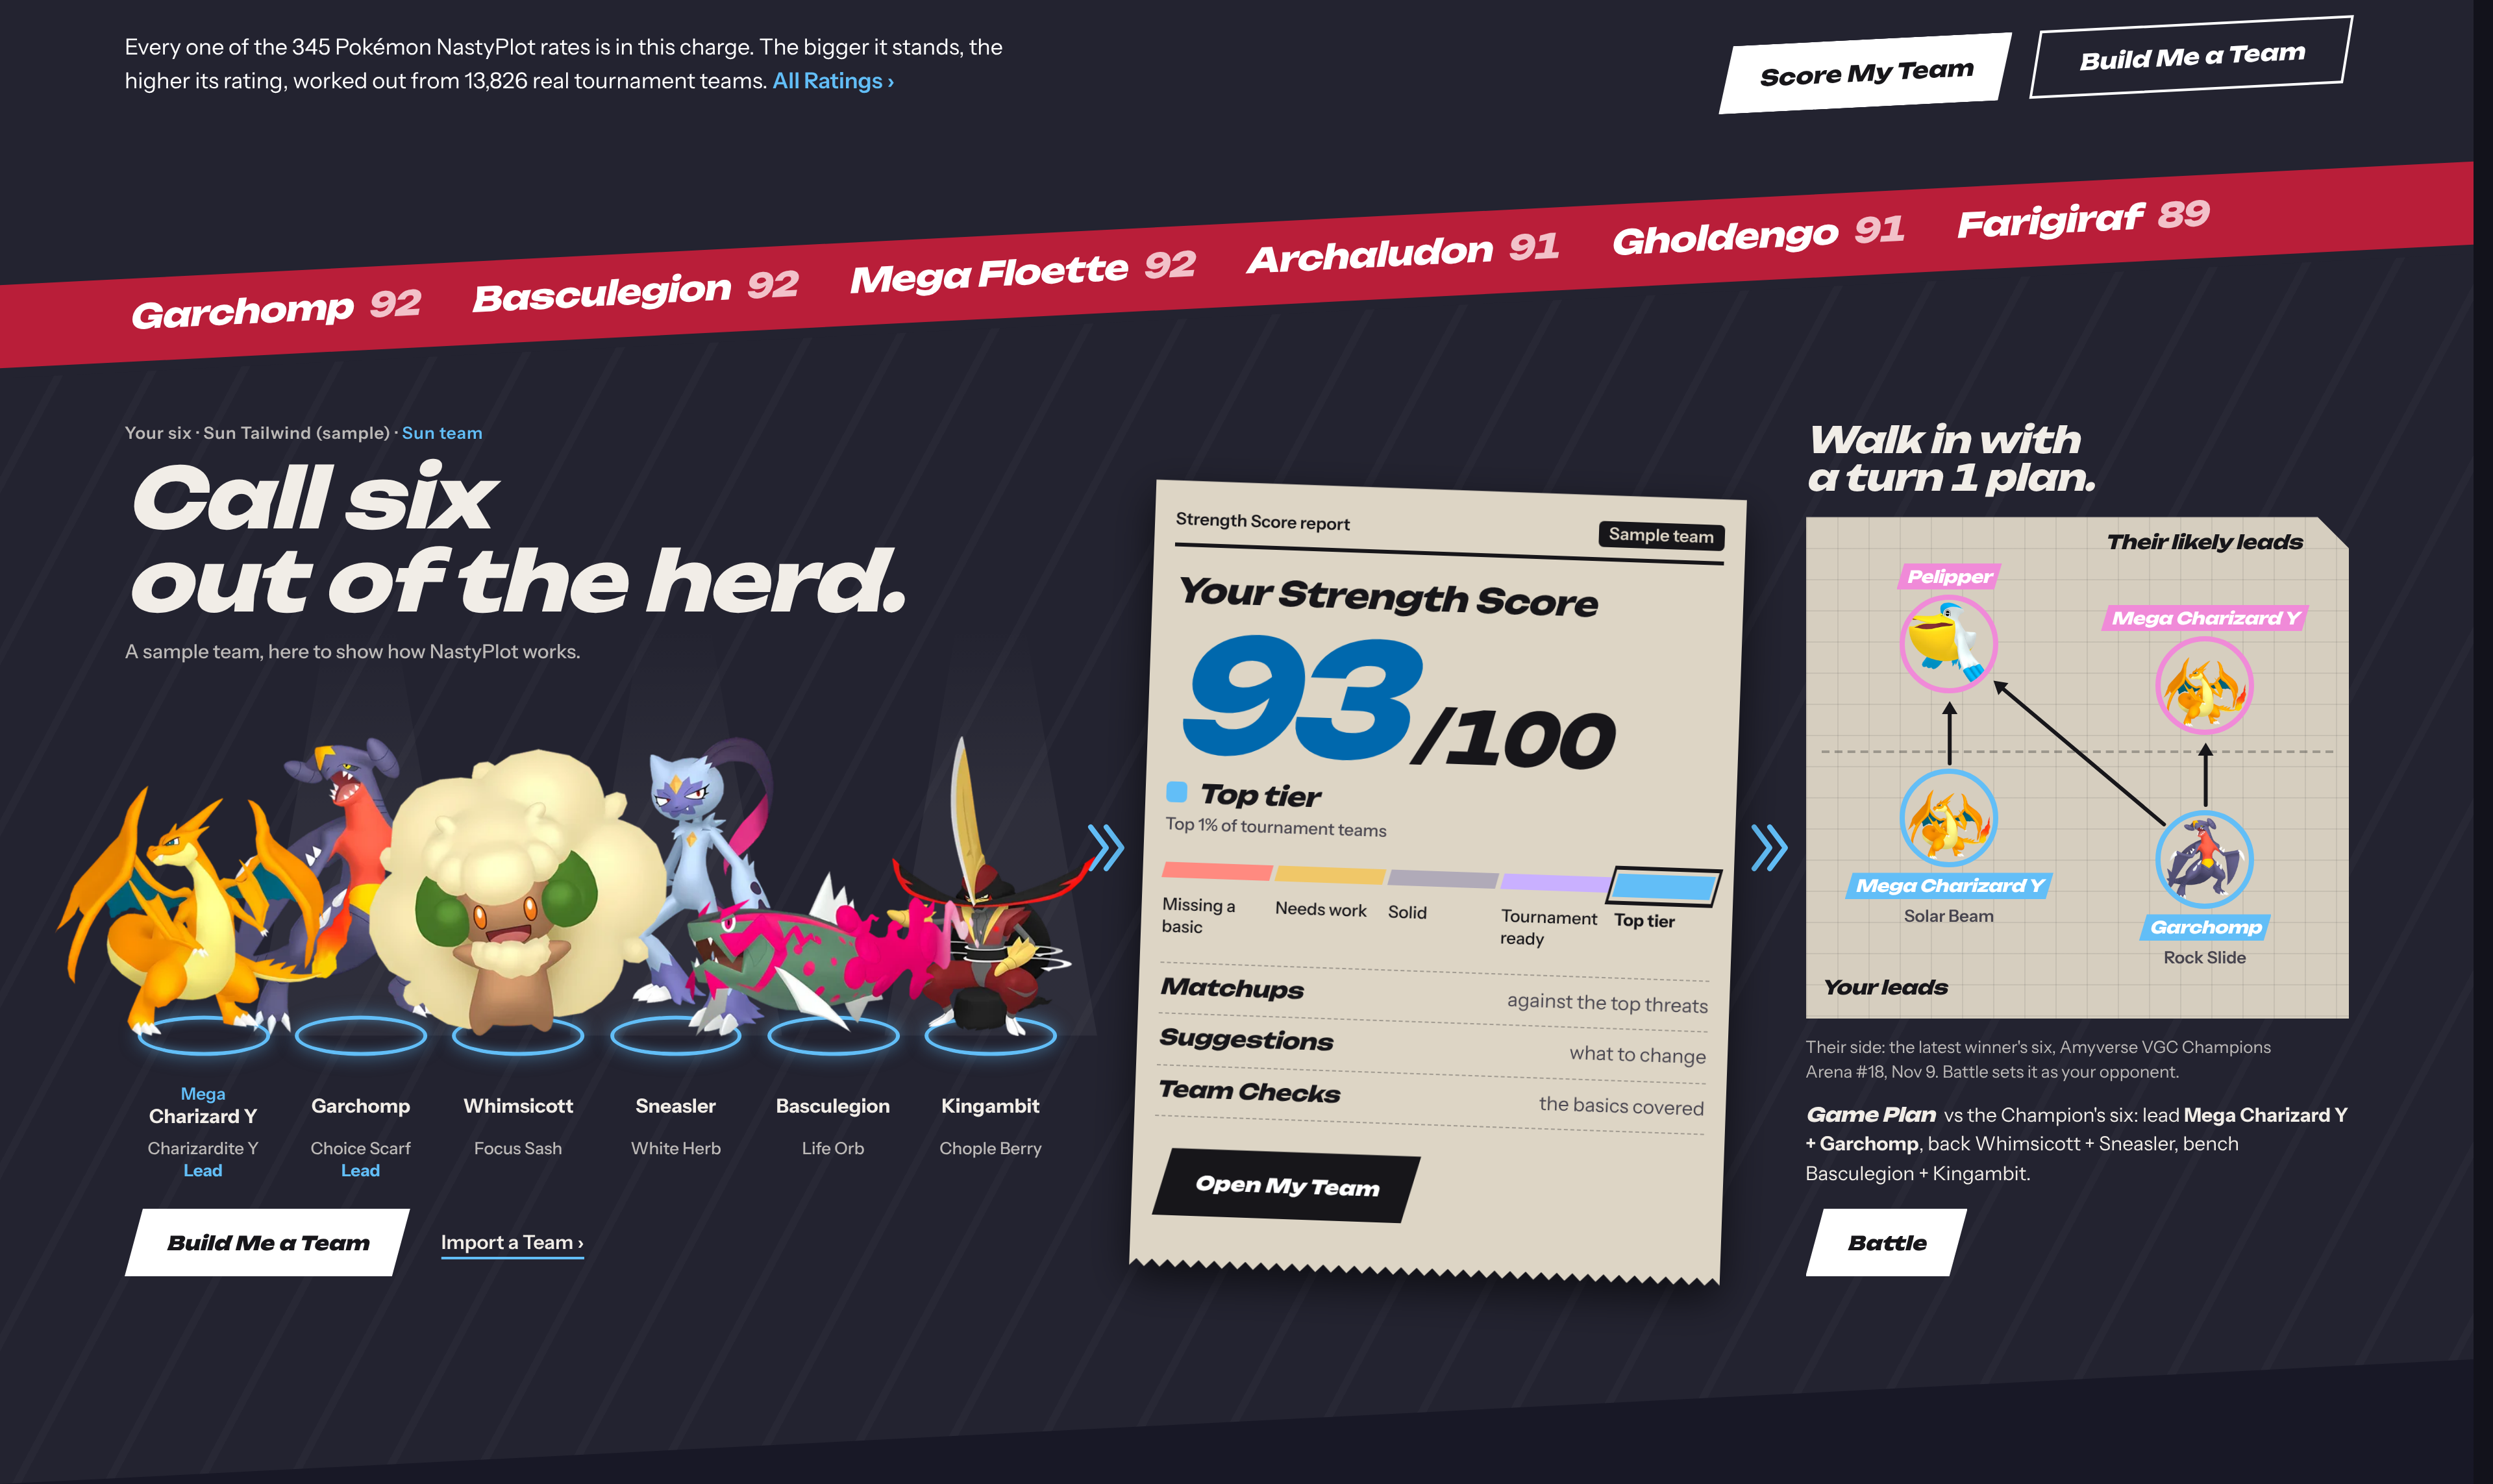 Every one of the 345 Pokémon NastyPlot rates is in this charge. The bigger it stands, the
higher its rating, worked out from 13,826 real tournament teams. All Ratings ›
Score My Team
Build Me a Team
Garchomp 92
Basculegion 92
Mega Floette 92
Archaludon 91
Gholdengo 91
Farigiraf 89
Your six · Sun Tailwind (sample) · Sun team
Call six
out of the herd.
A sample team, here to show how NastyPlot works.
Mega
Charizard Y
Charizardite Y
Lead
Garchomp
Choice Scarf
Lead
Whimsicott
Focus Sash
Sneasler
White Herb
Basculegion
Life Orb
Kingambit
Chople Berry
Build Me a Team
Import a Team ›
Strength Score report
Sample team
Your Strength Score
93/100
Top tier
Top 1% of tournament teams
Missing a
basic
Needs work
Solid
Tournament
ready
Top tier
Matchups
against the top threats
Suggestions
what to change
Team Checks
the basics covered
Open My Team
Walk in with
a turn 1 plan.
Their likely leads
Pelipper
Mega Charizard Y
Mega Charizard Y
Solar Beam
Garchomp
Rock Slide
Your leads
Their side: the latest winner's six, Amyverse VGC Champions
Arena #18, Nov 9. Battle sets it as your opponent.
Game Plan vs the Champion's six: lead Mega Charizard Y
+ Garchomp, back Whimsicott + Sneasler, bench
Basculegion + Kingambit.
Battle